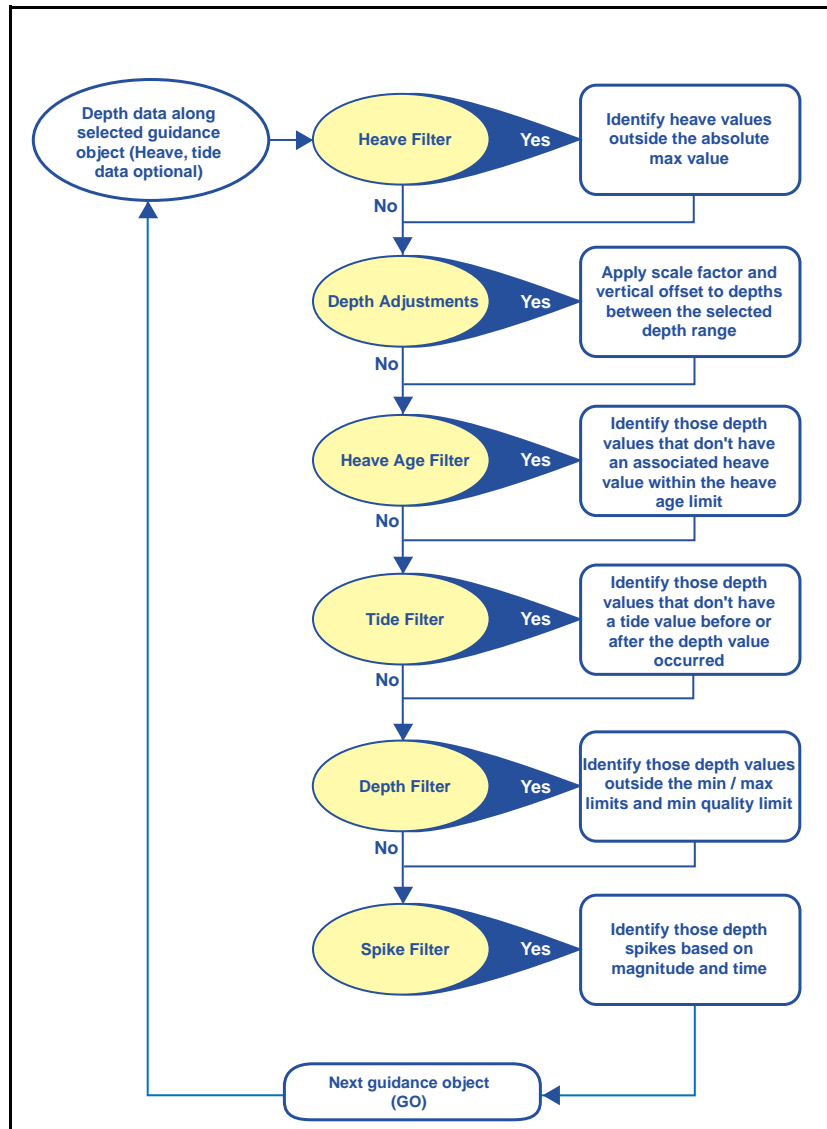 Depth data along
selected guidance
object (Heave, tide
data optional)
Heave Filter
Yes
Identify heave values
outside the absolute
max value
No
Depth Adjustments
Yes
Apply scale factor and
vertical offset to depths
between the selected
depth range
No
Heave Age Filter
Yes
Identify those depth
values that don't have
an associated heave
value within the heave
age limit
No
Tide Filter
Yes
Identify those depth
values that don't have
a tide value before or
after the depth value
occurred
No
Depth Filter
Yes
Identify those depth values
outside the min / max
limits and min quality limit
No
Spike Filter
Yes
Identify those depth
spikes based on
magnitude and time
Next guidance object
(GO)